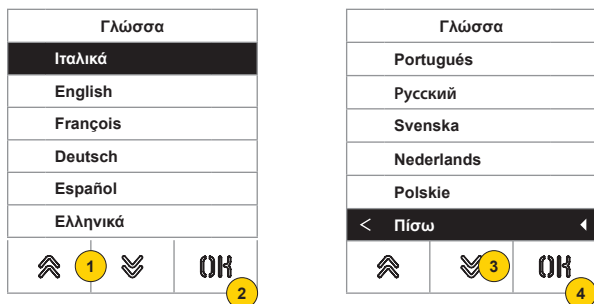 Γλώσσα
Ιταλικά
English
François
Deutsch
Español
Ελληνικά
1
OK
2
Γλώσσα
Portugués
Русский
Svenska
Nederlands
Polskie
< Πίσω
3
OK
4